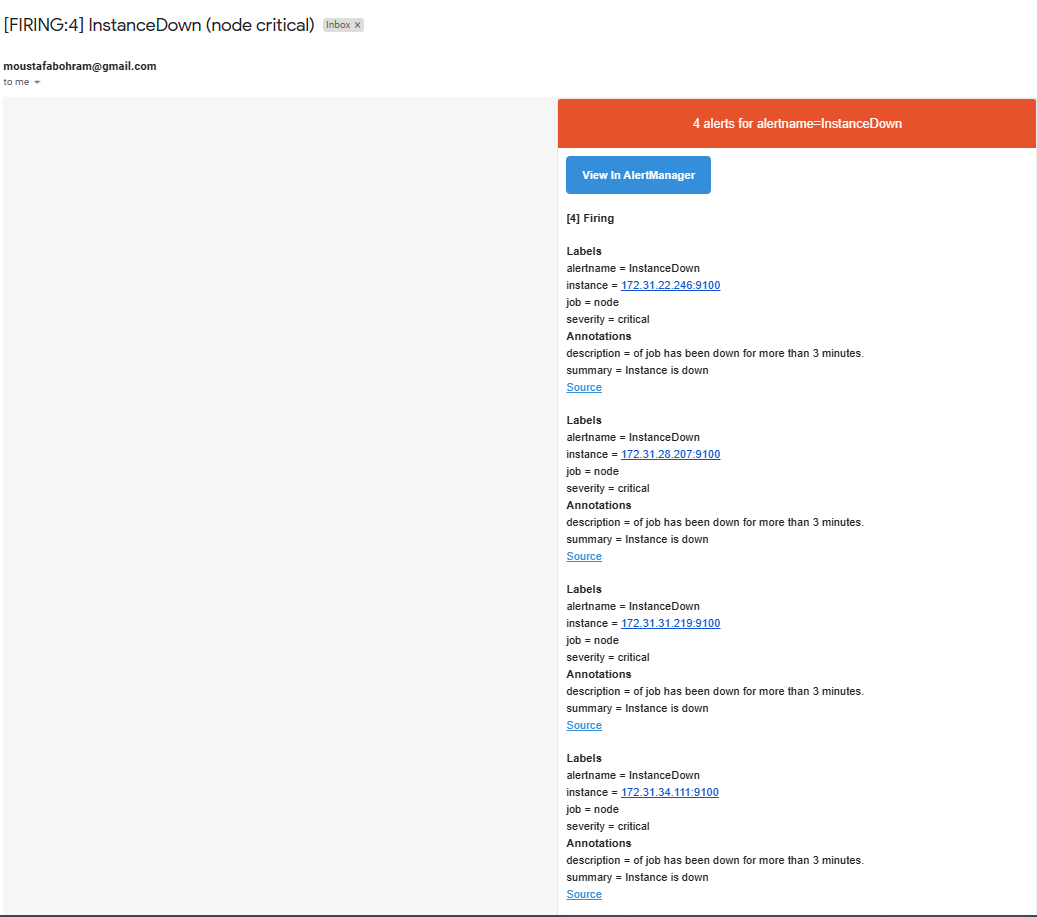 [FIRING:4] InstanceDown (node critical) Inbox x
moustafabohram@gmail.com
to me
4 alerts for alertname=InstanceDown
View In AlertManager
[4] Firing
Labels
alertname = InstanceDown
instance = 172.31.22.246:9100
job = node
severity = critical
Annotations
description = of job has been down for more than 3 minutes.
summary = Instance is down
Source
Labels
alertname = InstanceDown
instance = 172.31.28.207:9100
job = node
severity = critical
Annotations
description = of job has been down for more than 3 minutes.
summary = Instance is down
Source
Labels
alertname = InstanceDown
instance = 172.31.31.219:9100
job = node
severity = critical
Annotations
description = of job has been down for more than 3 minutes.
summary = Instance is down
Source
Labels
alertname = InstanceDown
instance = 172.31.34.111:9100
job = node
severity = critical
Annotations
description = of job has been down for more than 3 minutes.
summary = Instance is down
Source